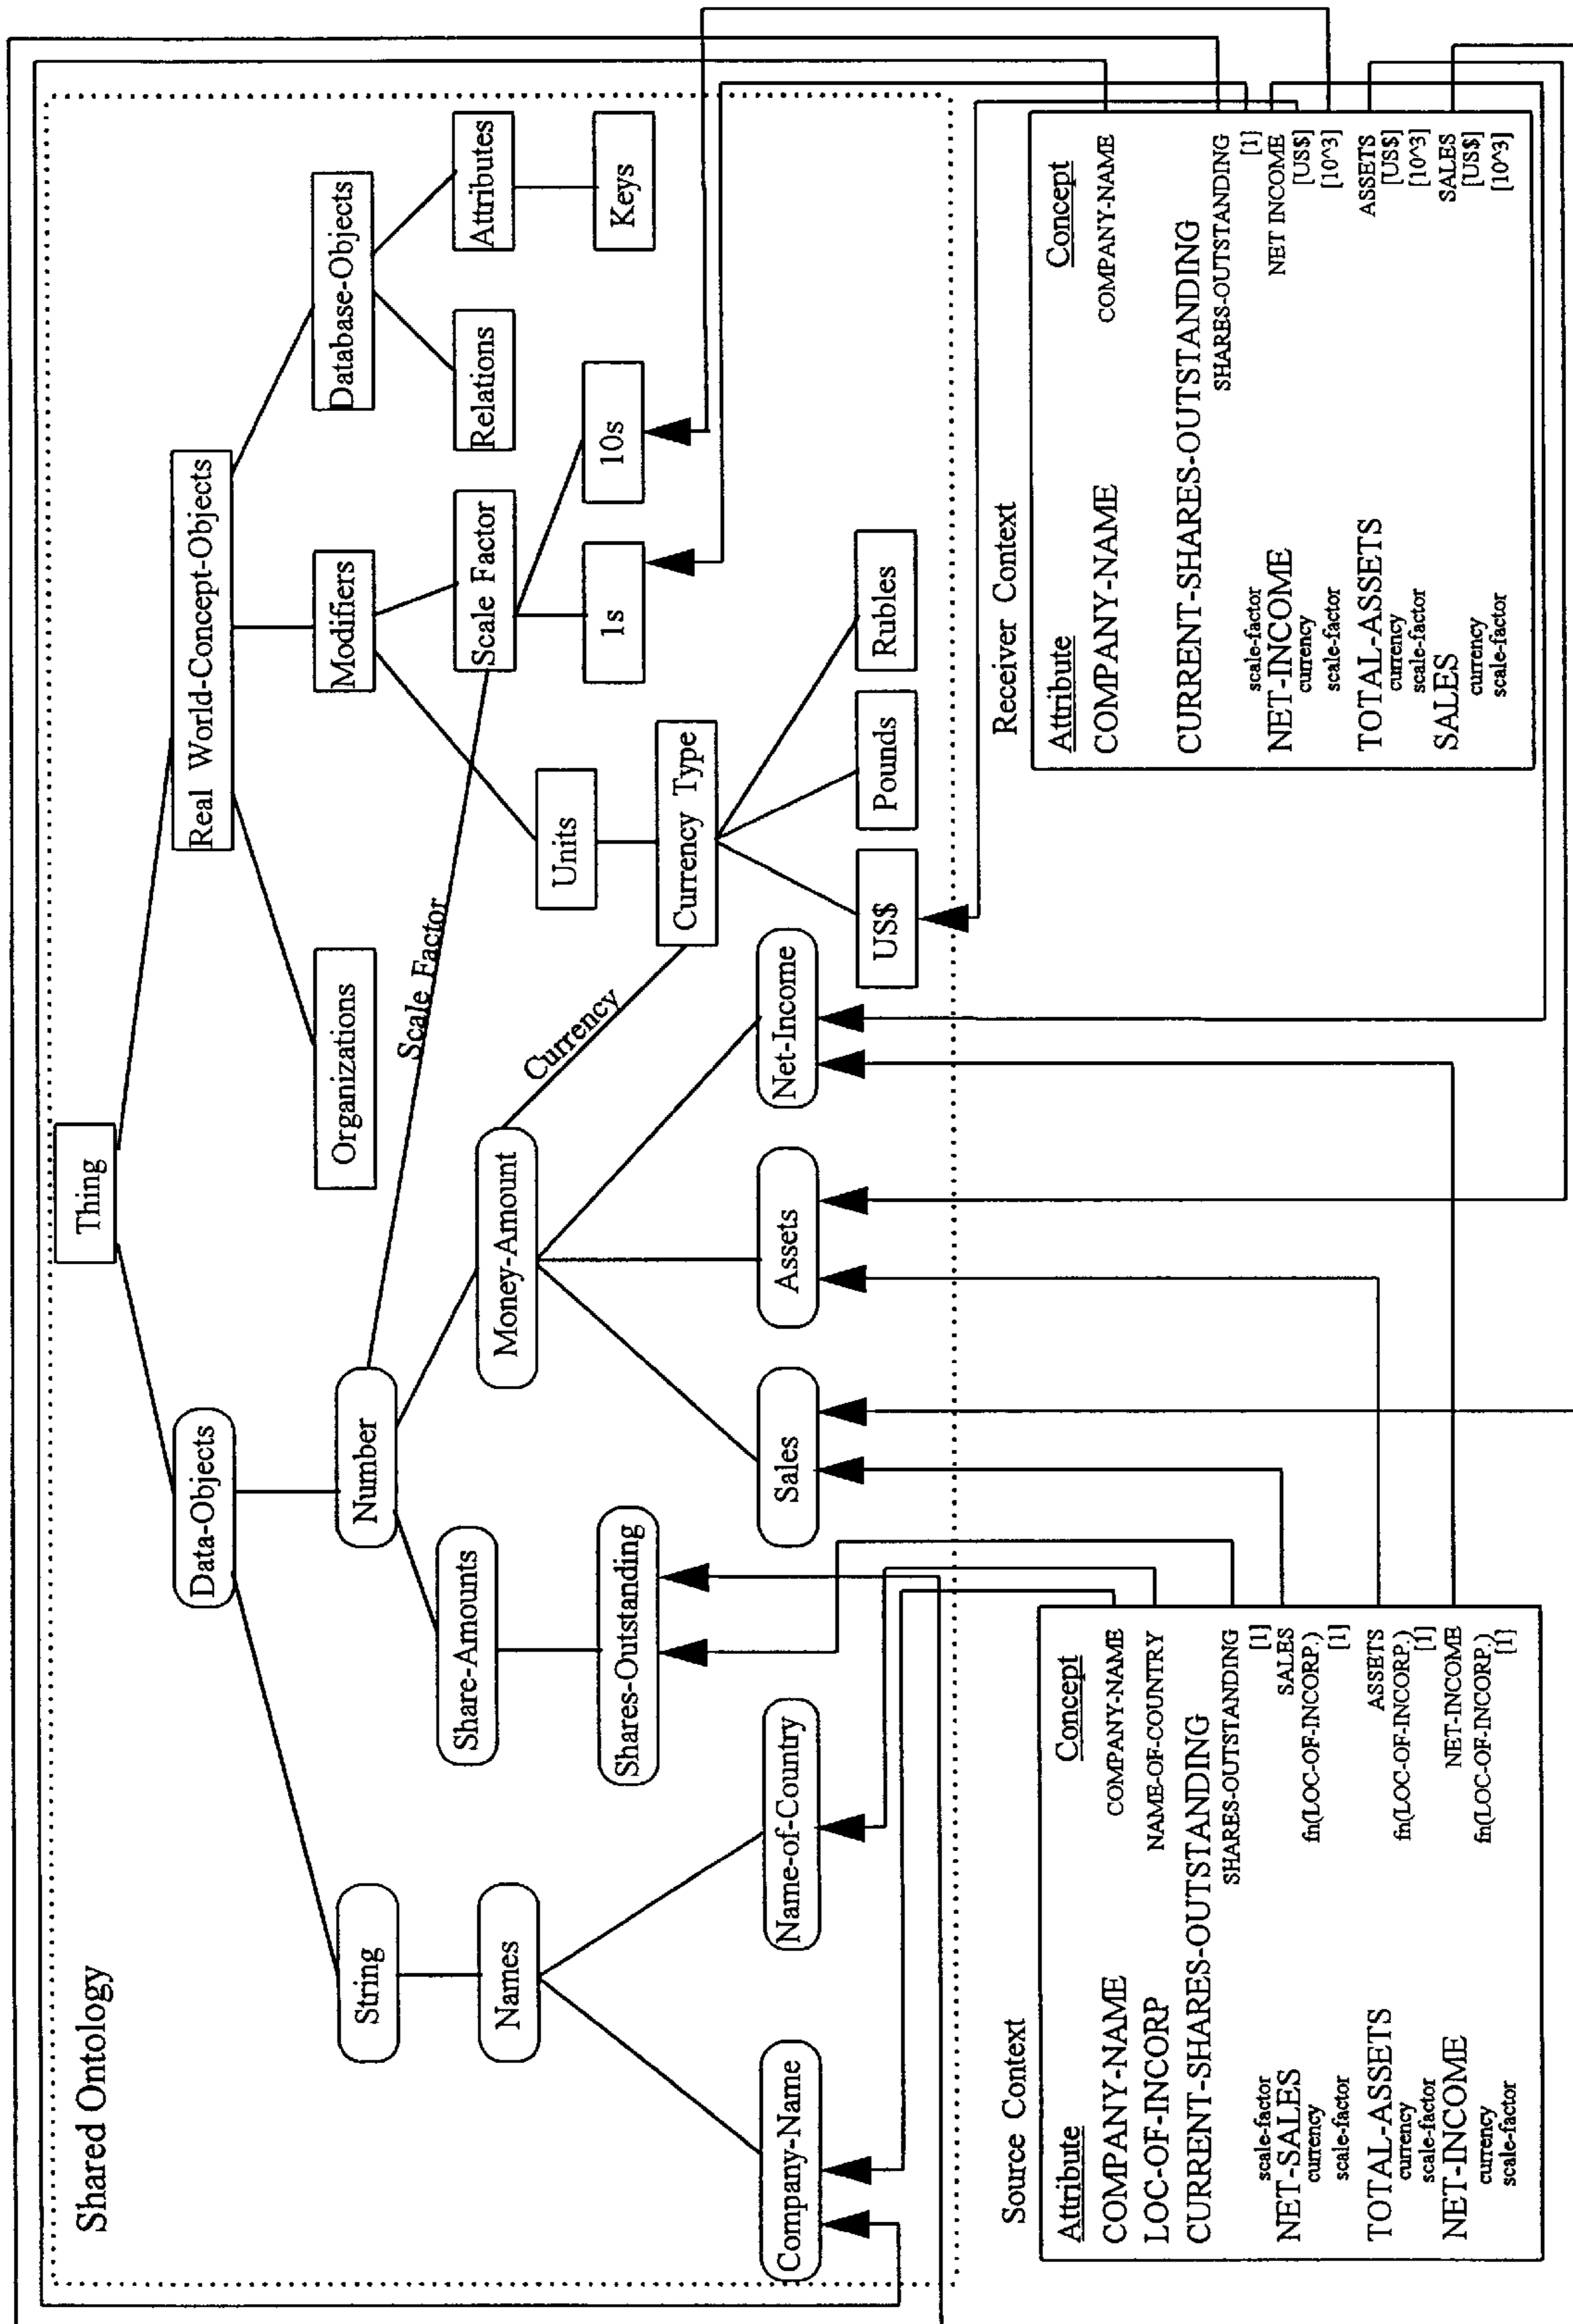 Shared Ontology
Thing
Data-Objects
Real World-Concept-Objects
String
Number
Organizations
Modifiers
Database-Objects
Scale Factor
Names
Share-Amounts
Money-Amount
Scale Factor
Relations
Attributes
Currency
Units
Shares-Outstanding
1s
10s
Keys
Currency Type
Company-Name
Name-of-Country
Sales
Assets
Net-Income
US$
Pounds
Rubles
Source Context
Attribute Concept
COMPANY-NAME COMPANY-NAME
LOC-OF-INCORP NAME-OF-COUNTRY
CURRENT-SHARES-OUTSTANDING
SHARES-OUTSTANDING
scale-factor [1]
NET-SALES SALES
currency fn(LOC-OF-INCORP.)
scale-factor [1]
TOTAL-ASSETS ASSETS
currency fn(LOC-OF-INCORP.)
scale-factor [1]
NET-INCOME NET-INCOME
currency fn(LOC-OF-INCORP.)
scale-factor [1]
Receiver Context
Attribute Concept
COMPANY-NAME COMPANY-NAME
CURRENT-SHARES-OUTSTANDING
SHARES-OUTSTANDING
scale-factor [1]
NET-INCOME NET INCOME
currency [US$]
scale-factor [10^3]
TOTAL-ASSETS ASSETS
currency [US$]
scale-factor [10^3]
SALES SALES
currency [US$]
scale-factor [10^3]